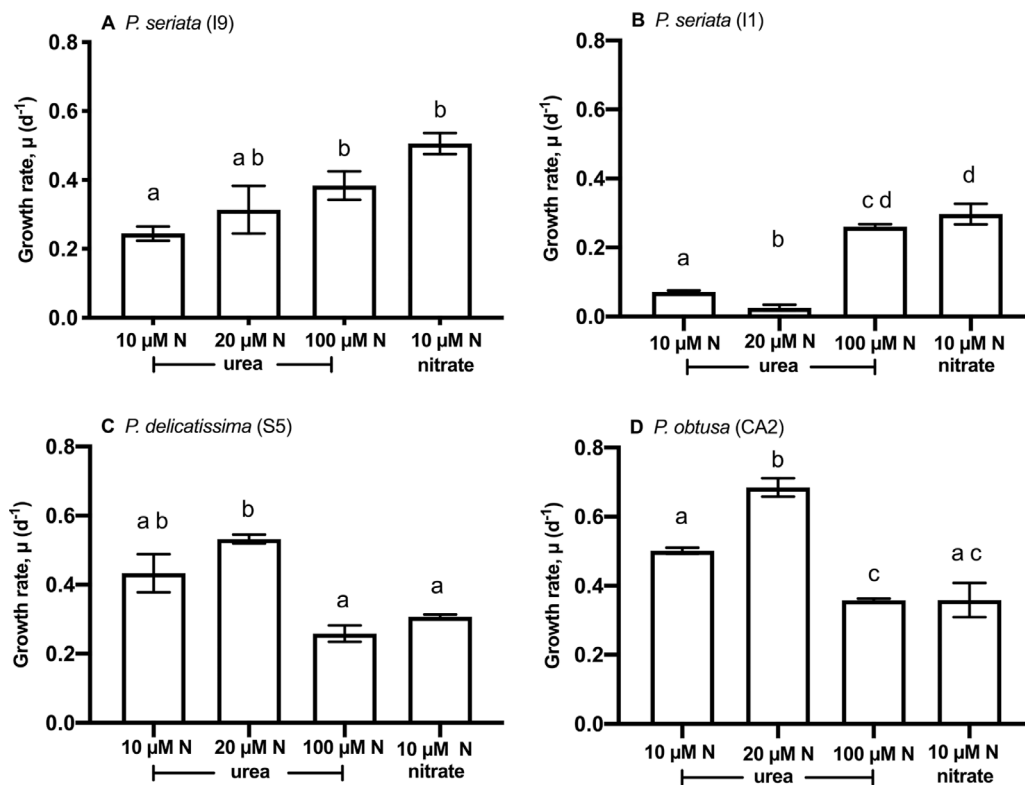 A P. seriata (I9)
Growth rate, µ (d⁻¹)
0.8
0.6
0.4
0.2
0.0
a
a b
b
b
10 µM N 20 µM N 100 µM N 10 µM N
urea nitrate
B P. seriata (I1)
Growth rate, µ (d⁻¹)
0.8
0.6
0.4
0.2
0.0
a
b
c d
d
10 µM N 20 µM N 100 µM N 10 µM N
urea nitrate
C P. delicatissima (S5)
Growth rate, µ (d⁻¹)
0.8
0.6
0.4
0.2
0.0
a b
b
a
a
10 µM N 20 µM N 100 µM N 10 µM N
urea nitrate
D P. obtusa (CA2)
Growth rate, µ (d⁻¹)
0.8
0.6
0.4
0.2
0.0
a
b
c
a c
10 µM N 20 µM N 100 µM N 10 µM N
urea nitrate